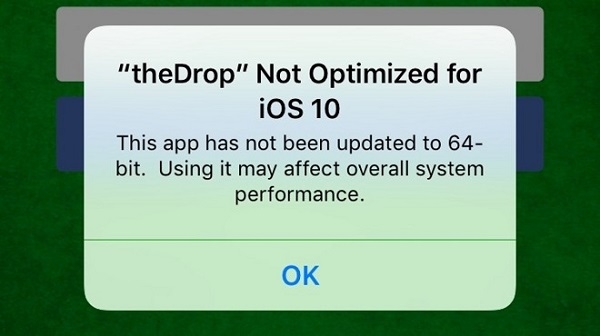 “theDrop” Not Optimized for
iOS 10
This app has not been updated to 64-
bit.  Using it may affect overall system
performance.
OK